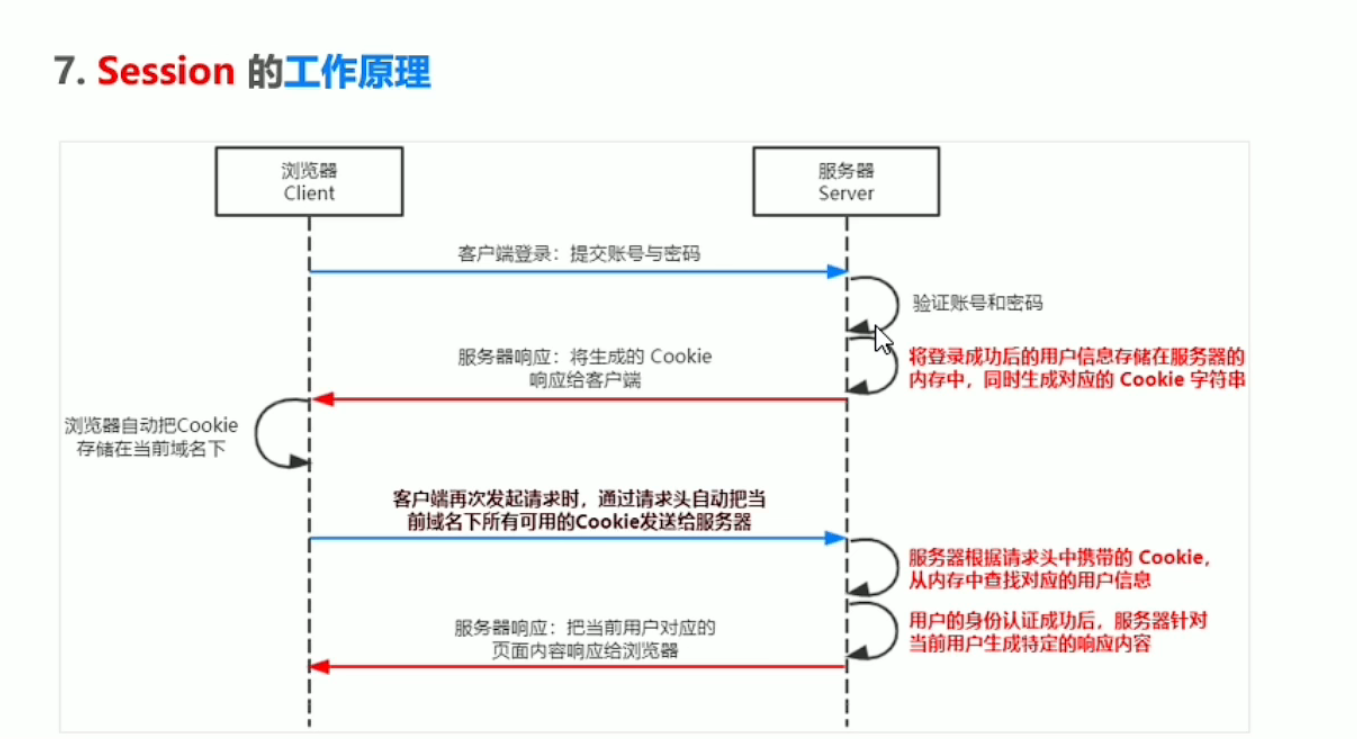 7. Session 的工作原理
浏览器
Client
服务器
Server
客户端登录：提交账号与密码
验证账号和密码
服务器响应：将生成的 Cookie
响应给客户端
将登录成功后的用户信息存储在服务器的
内存中，同时生成对应的 Cookie 字符串
浏览器自动把Cookie
存储在当前域名下
客户端再次发起请求时，通过请求头自动把当
前域名下所有可用的Cookie发送给服务器
服务器根据请求头中携带的 Cookie，
从内存中查找对应的用户信息
用户的身份认证成功后，服务器针对
当前用户生成特定的响应内容
服务器响应：把当前用户对应的
页面内容响应给浏览器